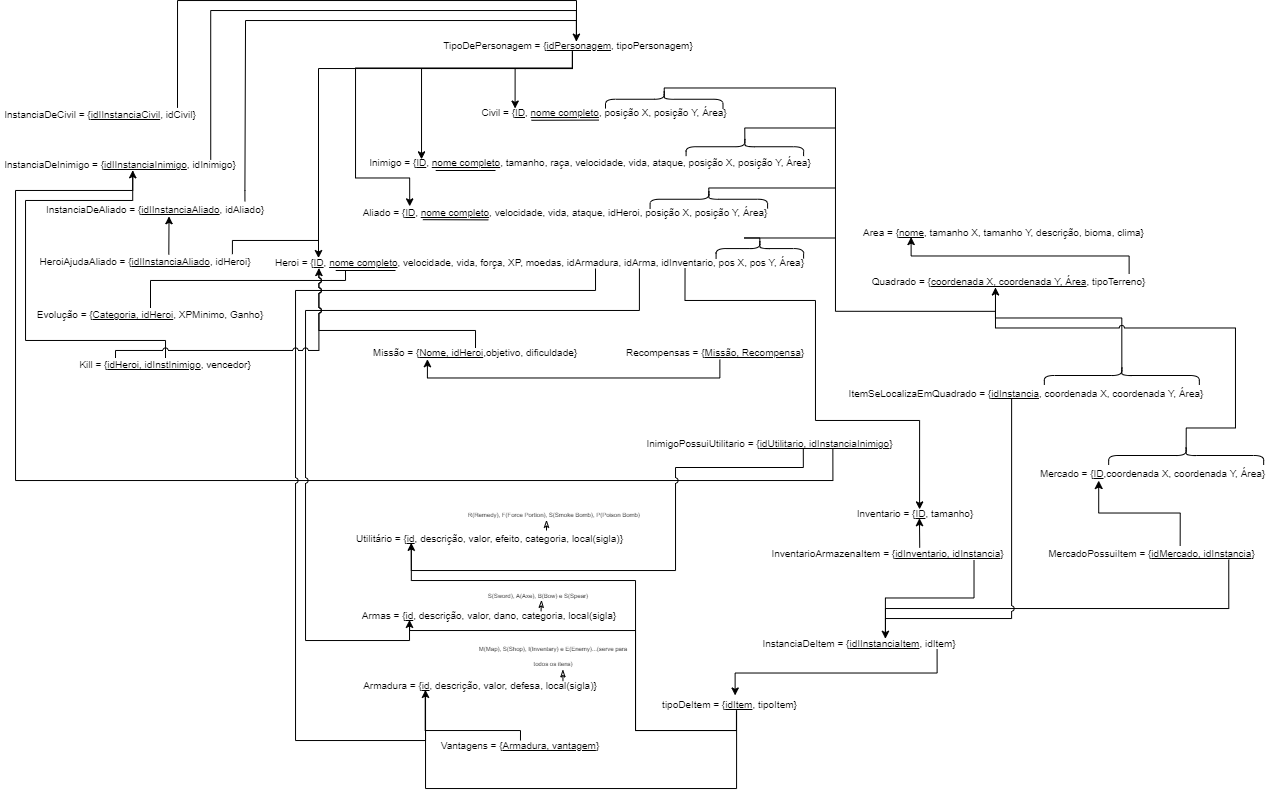 TipoDePersonagem = {idPersonagem, tipoPersonagem}
InstanciaDeCivil = {idIInstanciaCivil, idCivil}
Civil = {ID, nome completo, posição X, posição Y, Área}
InstanciaDeInimigo = {idIInstanciaInimigo, idInimigo}
Inimigo = {ID, nome completo, tamanho, raça, velocidade, vida, ataque, posição X, posição Y, Área}
InstanciaDeAliado = {idIInstanciaAliado, idAliado}
Aliado = {ID, nome completo, velocidade, vida, ataque, idHeroi, posição X, posição Y, Área}
Area = {nome, tamanho X, tamanho Y, descrição, bioma, clima}
HeroiAjudaAliado = {idIInstanciaAliado, idHeroi}
Heroi = {ID, nome completo, velocidade, vida, força, XP, moedas, idArmadura, idArma, idInventario, pos X, pos Y, Área}
Quadrado = {coordenada X, coordenada Y, Área, tipoTerreno}
Evolução = {Categoria, idHeroi, XPMinimo, Ganho}
Missão = {Nome, idHeroi,objetivo, dificuldade}
Recompensas = {Missão, Recompensa}
Kill = {idHeroi, idInstInimigo, vencedor}
ItemSeLocalizaEmQuadrado = {idInstancia, coordenada X, coordenada Y, Área}
InimigoPossuiUtilitario = {idUtilitario, idInstanciaInimigo}
Mercado = {ID,coordenada X, coordenada Y, Área}
R(Remedy), F(Force Portion), S(Smoke Bomb), P(Poison Bomb)
Inventario = {ID, tamanho}
Utilitário = {id, descrição, valor, efeito, categoria, local(sigla)}
InventarioArmazenaItem = {idInventario, idInstancia}
MercadoPossuiItem = {idMercado, idInstancia}
S(Sword), A(Axe), B(Bow) e S(Spear)
Armas = {id, descrição, valor, dano, categoria, local(sigla}
InstanciaDeItem = {idIInstanciaItem, idItem}
M(Map), S(Shop), I(Inventary) e E(Enemy)...(serve para
todos os itens)
Armadura = {id, descrição, valor, defesa, local(sigla)}
tipoDeItem = {idItem, tipoItem}
Vantagens = {Armadura, vantagem}